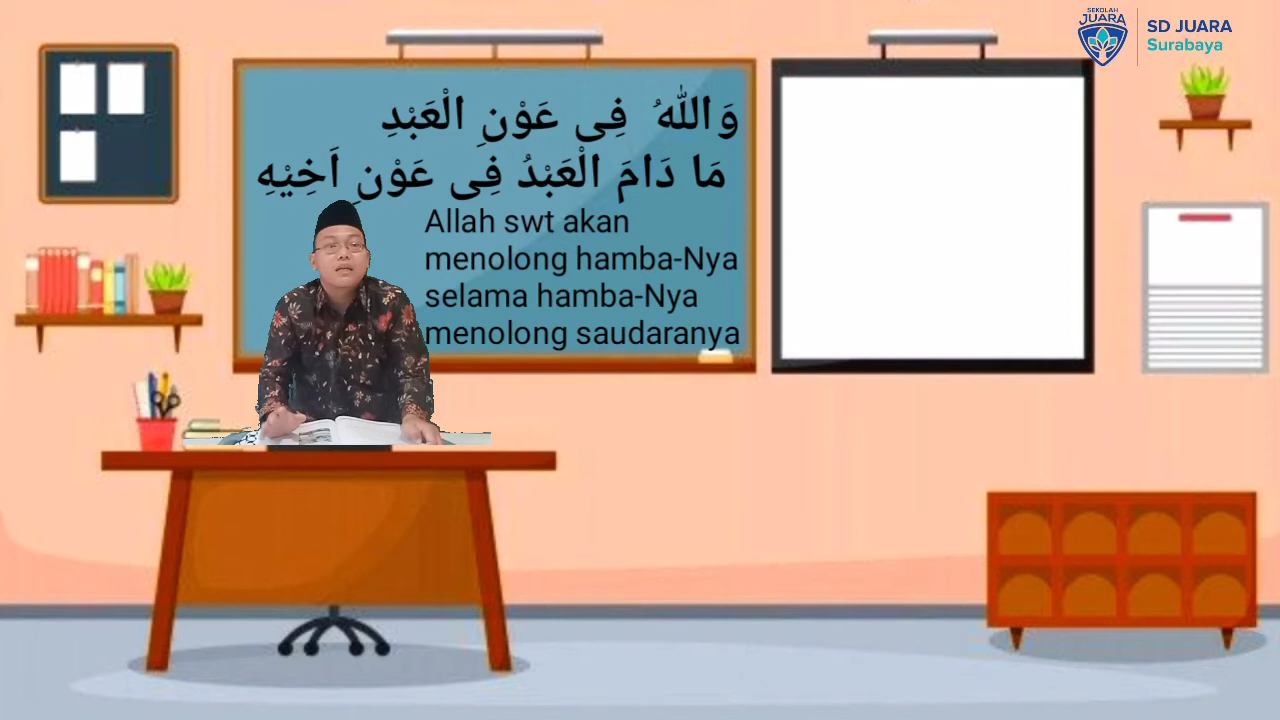 SEKOLAH
JUARA
SD JUARA
Surabaya
وَاللّٰهُ فِى عَوْنِ الْعَبْدِ
مَا دَامَ الْعَبْدُ فِى عَوْنِ اَخِيْهِ
Allah swt akan
menolong hamba-Nya
selama hamba-Nya
menolong saudaranya